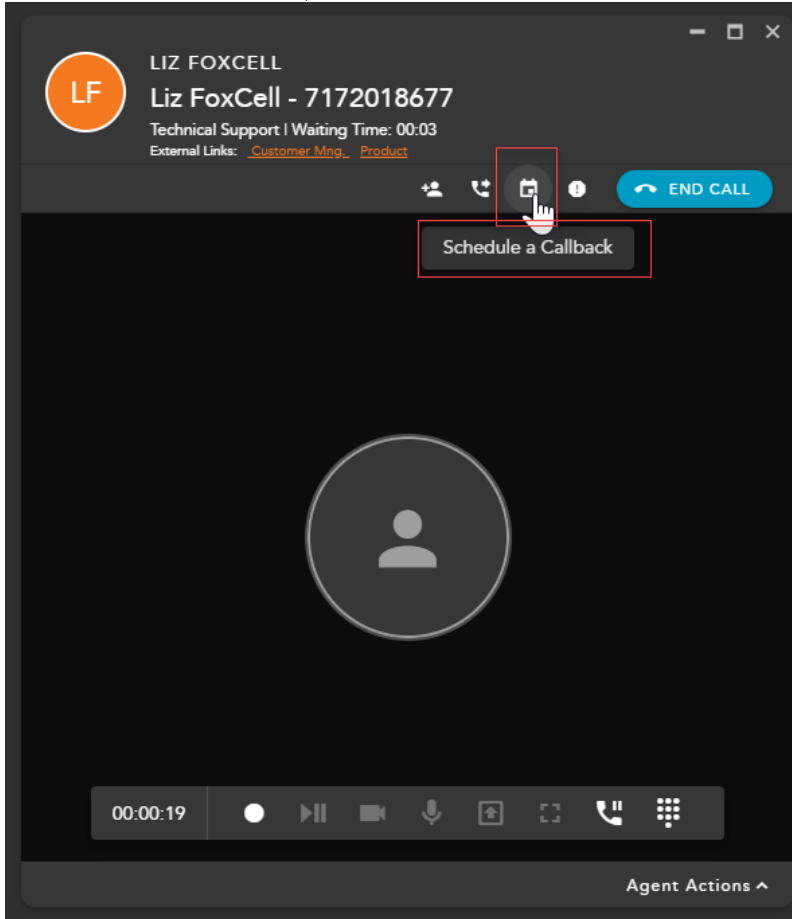 LIZ FOXCELL
LF
Liz FoxCell - 7172018677
Technical Support | Waiting Time: 00:03
External Links: Customer Mng. Product
END CALL
Schedule a Callback
00:00:19
Agent Actions